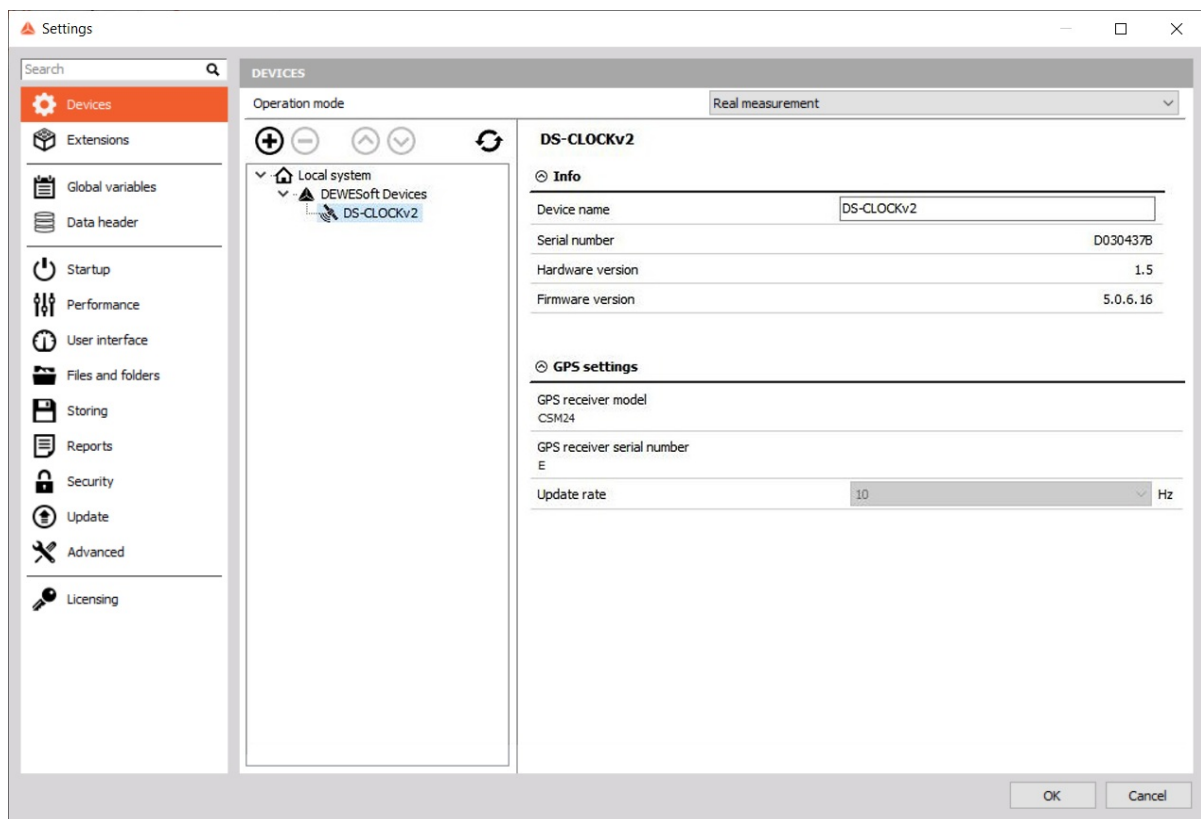 Settings
Search
DEVICES
Devices
Operation mode
Real measurement
Extensions
Global variables
Data header
Startup
Performance
User interface
Files and folders
Storing
Reports
Security
Update
Advanced
Licensing
Local system
DEWESoft Devices
DS-CLOCKv2
DS-CLOCKv2
Info
Device name DS-CLOCKv2
Serial number D030437B
Hardware version 1.5
Firmware version 5.0.6.16
GPS settings
GPS receiver model
CSM24
GPS receiver serial number
E
Update rate 10 Hz
OK Cancel